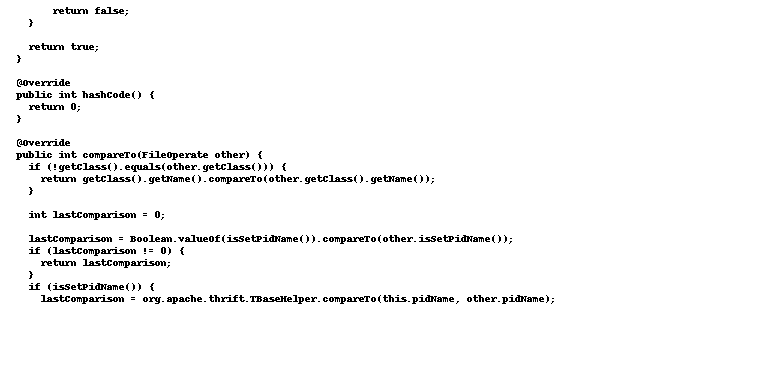 return false;
  }

  return true;
}

@Override
public int hashCode() {
  return 0;
}

@Override
public int compareTo(FileOperate other) {
  if (!getClass().equals(other.getClass())) {
    return getClass().getName().compareTo(other.getClass().getName());
  }

  int lastComparison = 0;

  lastComparison = Boolean.valueOf(isSetPidName()).compareTo(other.isSetPidName());
  if (lastComparison != 0) {
    return lastComparison;
  }
  if (isSetPidName()) {
    lastComparison = org.apache.thrift.TBaseHelper.compareTo(this.pidName, other.pidName);